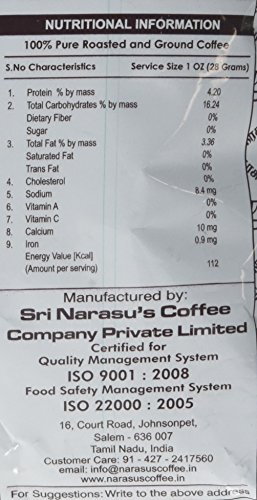 NUTRITIONAL INFORMATION
100% Pure Roasted and Ground Coffee
S.No Characteristics Service Size 1 OZ (28 Grams)
1. Protein % by mass 4.20
2. Total Carbohydrates % by mass 16.24
Dietary Fiber 0%
Sugar 0%
3. Total Fat % by mass 3.36
Saturated Fat 0%
Trans Fat 0%
4. Cholesterol 0%
5. Sodium 8.4 mg
6. Vitamin A 0%
7. Vitamin C 0%
8. Calcium 10 mg
9. Iron 0.9 mg
Energy Value [Kcal]
(Amount per serving) 112
Manufactured by:
Sri Narasu's Coffee
Company Private Limited
Certified for
Quality Management System
ISO 9001 : 2008
Food Safety Management System
ISO 22000 : 2005
16, Court Road, Johnsonpet,
Salem - 636 007
Tamil Nadu, India
Customer Care: 91 - 427 - 2417560
email : info@narasuscoffee.in
www.narasuscoffee.in
For Suggestions: Write to the above address